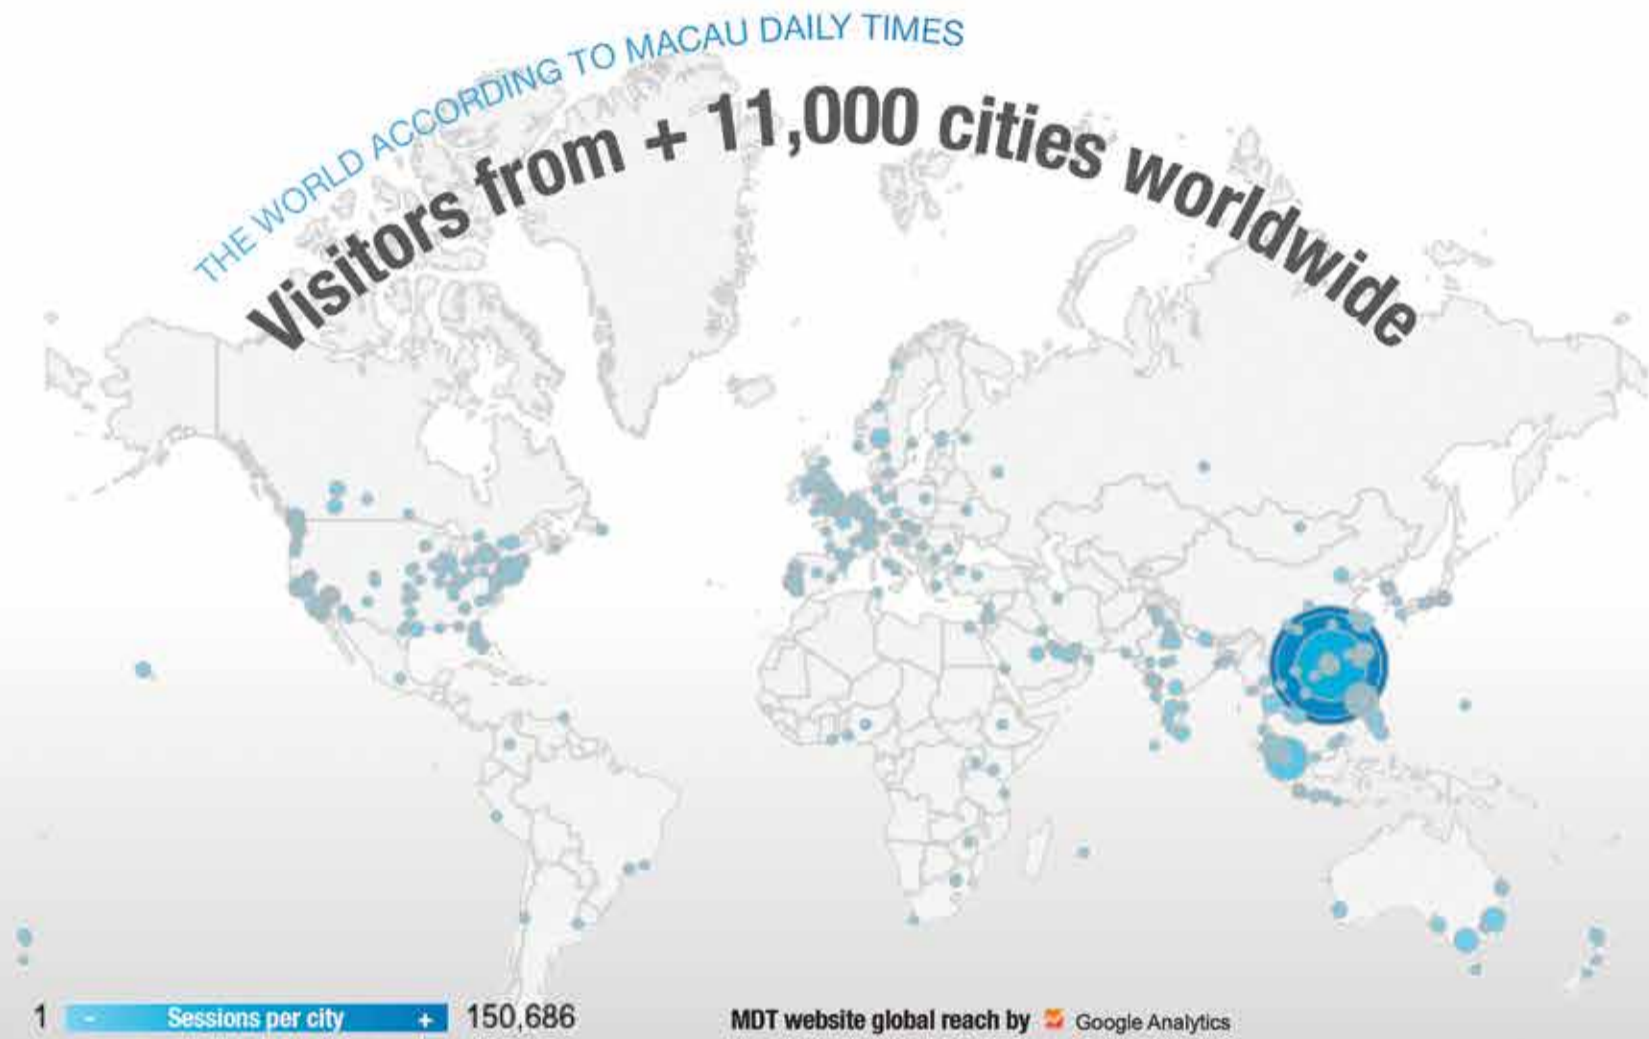 THE WORLD ACCORDING TO MACAU DAILY TIMES
Visitors from + 11,000 cities worldwide
1 - Sessions per city + 150,686
MDT website global reach by Google Analytics